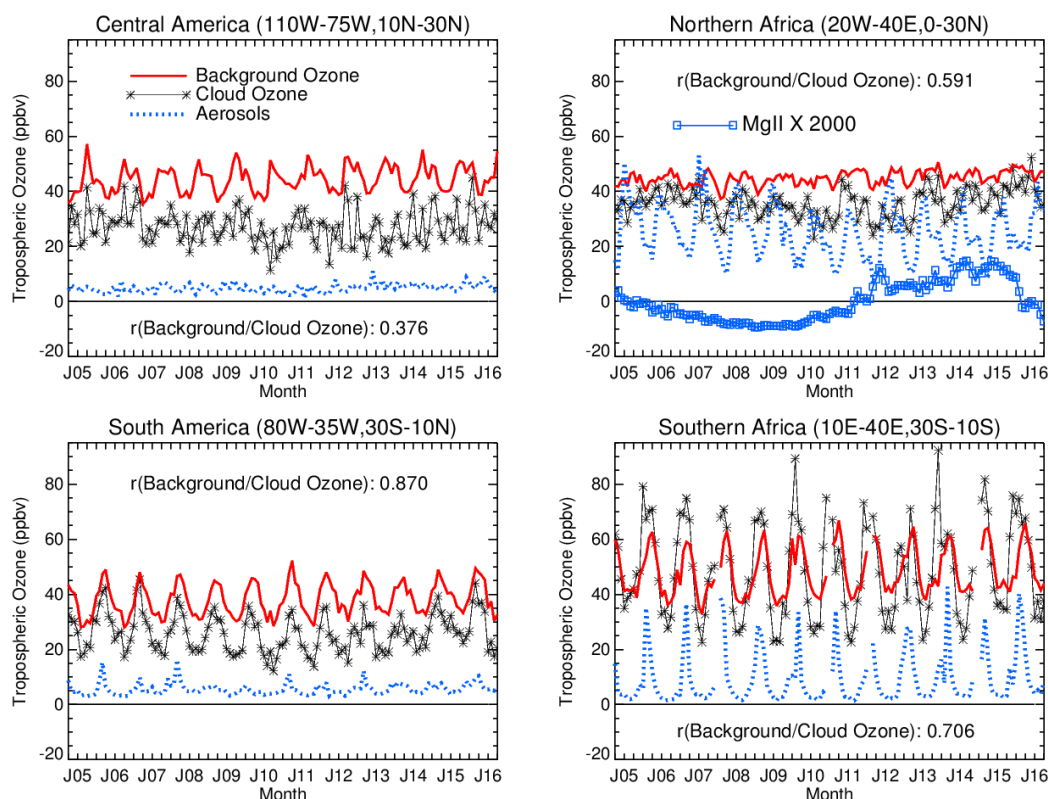 Central America (110W-75W,10N-30N)
Tropospheric Ozone (ppbv)
80
60
40
20
0
-20
Background Ozone
Cloud Ozone
Aerosols
r(Background/Cloud Ozone): 0.376
J05 J06 J07 J08 J09 J10 J11 J12 J13 J14 J15 J16
Month
Northern Africa (20W-40E,0-30N)
Tropospheric Ozone (ppbv)
80
60
40
20
0
-20
r(Background/Cloud Ozone): 0.591
MgII X 2000
J05 J06 J07 J08 J09 J10 J11 J12 J13 J14 J15 J16
Month
South America (80W-35W,30S-10N)
Tropospheric Ozone (ppbv)
80
60
40
20
0
-20
r(Background/Cloud Ozone): 0.870
J05 J06 J07 J08 J09 J10 J11 J12 J13 J14 J15 J16
Month
Southern Africa (10E-40E,30S-10S)
Tropospheric Ozone (ppbv)
80
60
40
20
0
-20
r(Background/Cloud Ozone): 0.706
J05 J06 J07 J08 J09 J10 J11 J12 J13 J14 J15 J16
Month